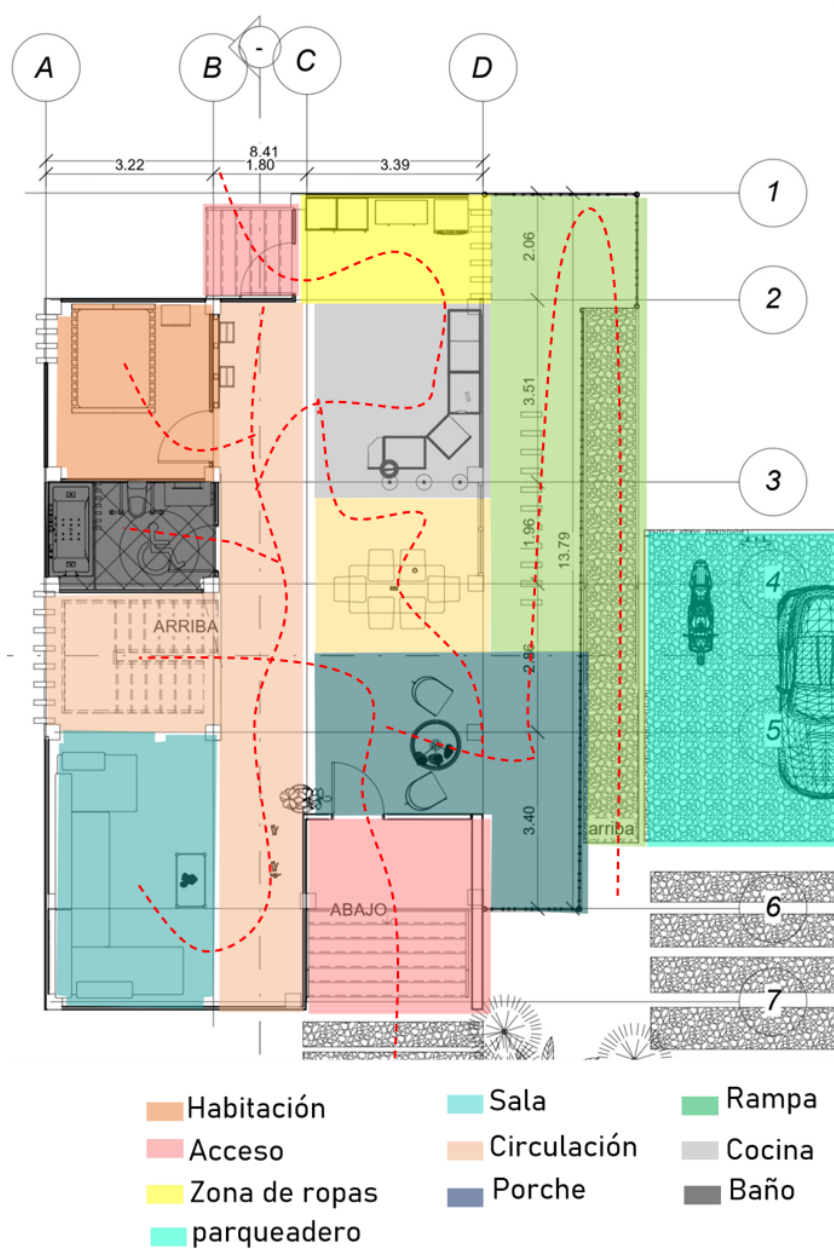 -
A B C D
8.41
3.22 1.80 3.39
1
2.06
2
3.51
3
1.96
13.79
4
ARRIBA
2.86
5
3.40
arriba
ABAJO
6
7
Habitación Sala Rampa
Acceso Circulación Cocina
Zona de ropas Porche Baño
parqueadero